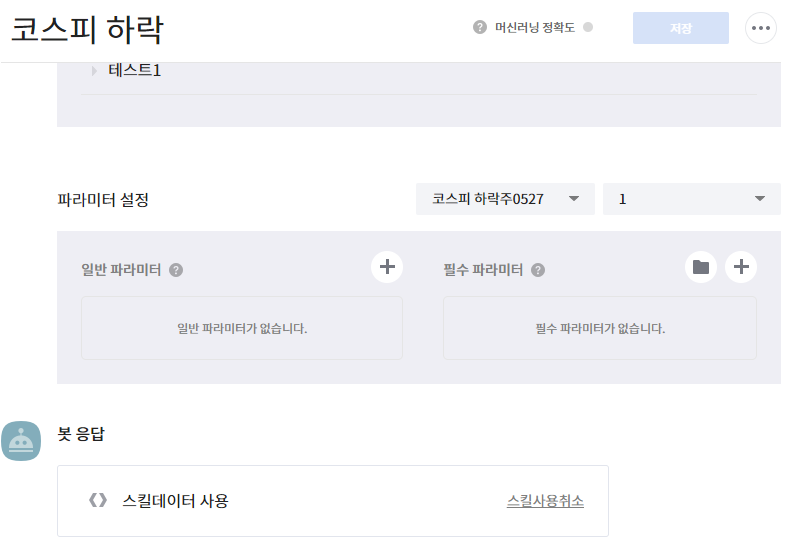 코스피 하락
머신러닝 정확도
저장
테스트1
파라미터 설정
코스피 하락주0527
1
일반 파라미터
필수 파라미터
일반 파라미터가 없습니다.
필수 파라미터가 없습니다.
봇 응답
스킬데이터 사용
스킬사용취소